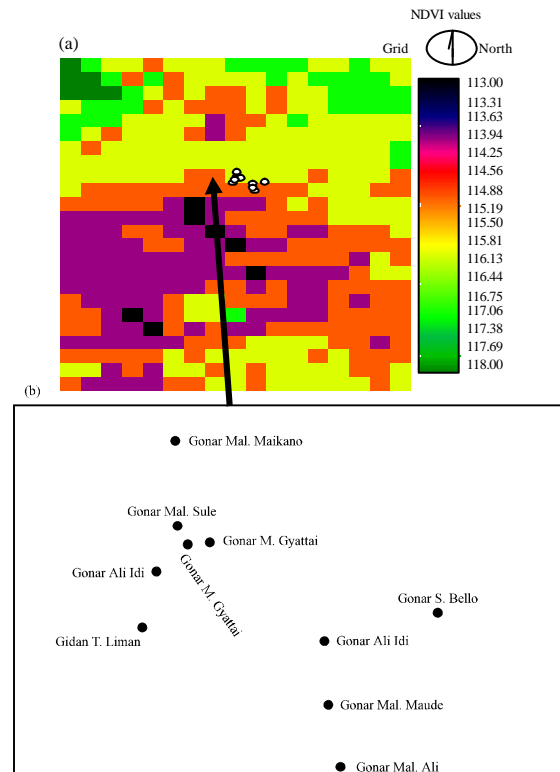 NDVI values
(a)
Grid
North
113.00
113.31
113.63
113.94
114.25
114.56
114.88
115.19
115.50
115.81
116.13
116.44
116.75
117.06
117.38
117.69
118.00
(b)
Gonar Mal. Maikano
Gonar Mal. Sule
Gonar M. Gyattai
Gonar M. Gyattai
Gonar Ali Idi
Gonar S. Bello
Gidan T. Liman
Gonar Ali Idi
Gonar Mal. Maude
Gonar Mal. Ali